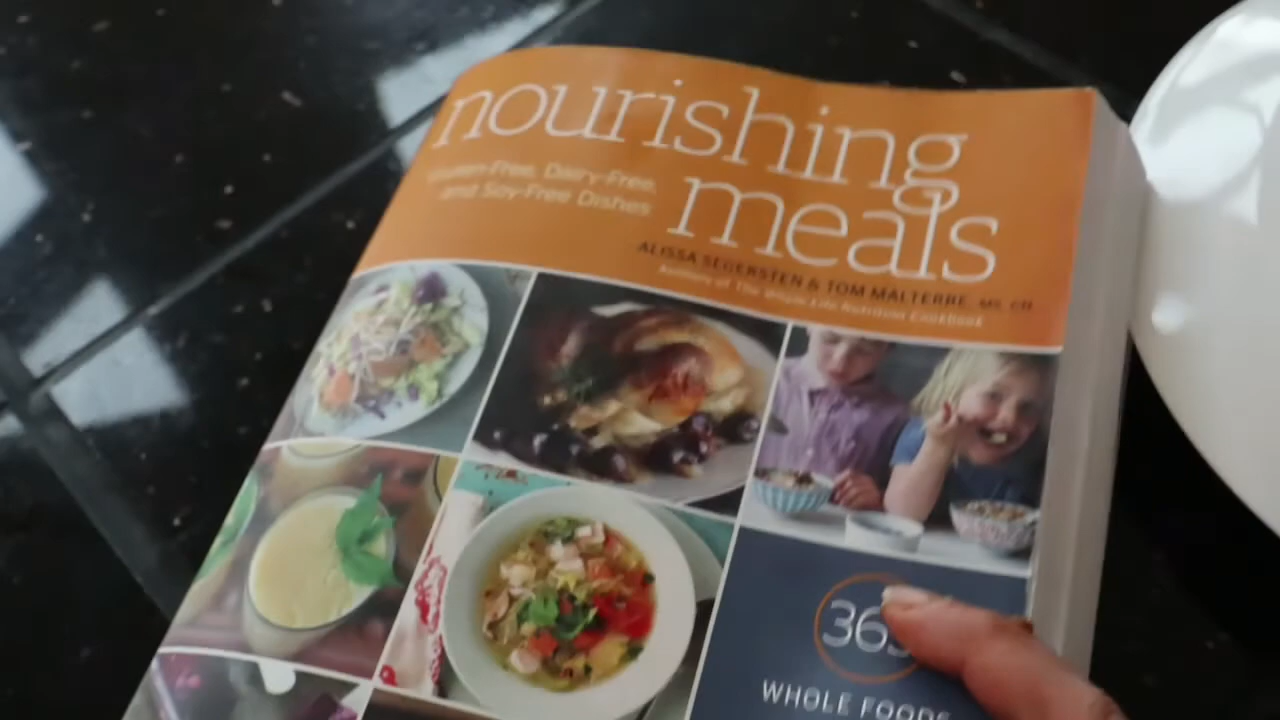 nourishing
meals
Gluten-Free, Dairy-Free,
and Soy-Free Dishes
ALISSA SEGERSTEN & TOM MALTERRE, MS, CN
Authors of The Whole Life Nutrition Cookbook
365
WHOLE FOODS